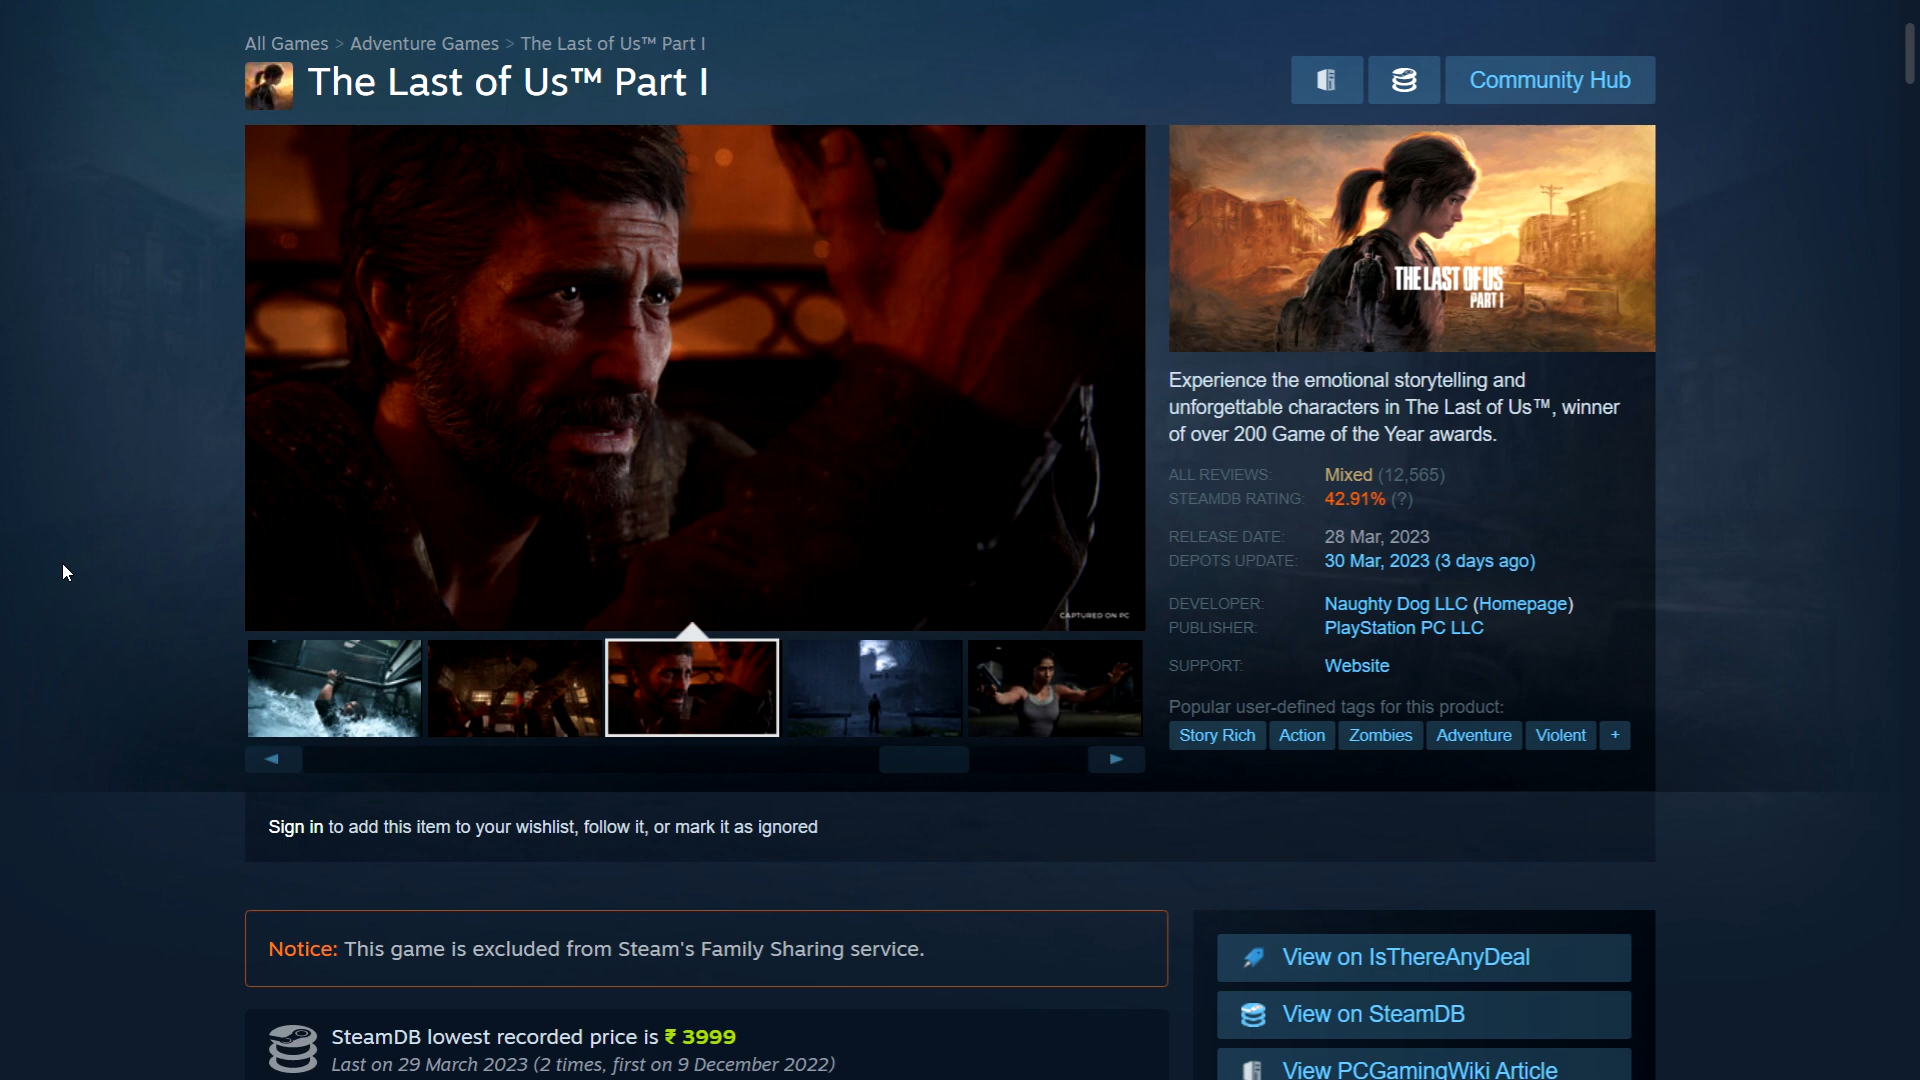 All Games > Adventure Games > The Last of Us™ Part I
The Last of Us™ Part I
Community Hub
CAPTURED ON PC
THE LAST OF US
PART I
Experience the emotional storytelling and
unforgettable characters in The Last of Us™, winner
of over 200 Game of the Year awards.
ALL REVIEWS: Mixed (12,565)
STEAMDB RATING: 42.91% (?)
RELEASE DATE: 28 Mar, 2023
DEPOTS UPDATE: 30 Mar, 2023 (3 days ago)
DEVELOPER: Naughty Dog LLC (Homepage)
PUBLISHER: PlayStation PC LLC
SUPPORT: Website
Popular user-defined tags for this product:
Story Rich Action Zombies Adventure Violent +
Sign in to add this item to your wishlist, follow it, or mark it as ignored
Notice: This game is excluded from Steam's Family Sharing service.
SteamDB lowest recorded price is ₹ 3999
Last on 29 March 2023 (2 times, first on 9 December 2022)
View on IsThereAnyDeal
View on SteamDB
View PCGamingWiki Article